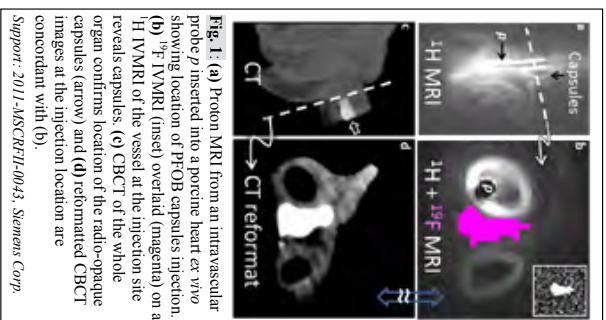 a
Capsules
p
¹H MRI
b
p
¹H + ¹⁹F MRI
c
CT
d
CT reformat
≈
Fig. 1: (a) Proton MRI from an intravascular
probe p inserted into a porcine heart ex vivo
showing location of PFOB capsules injection.
(b) ¹⁹F IVMRI (inset) overlaid (magenta) on a
¹H IVMRI of the vessel at the injection site
reveals capsules. (c) CBCT of the whole
organ confirms location of the radio-opaque
capsules (arrow) and (d) reformatted CBCT
images at the injection location are
concordant with (b).
Support: 2011-MSCRFII-0043, Siemens Corp.